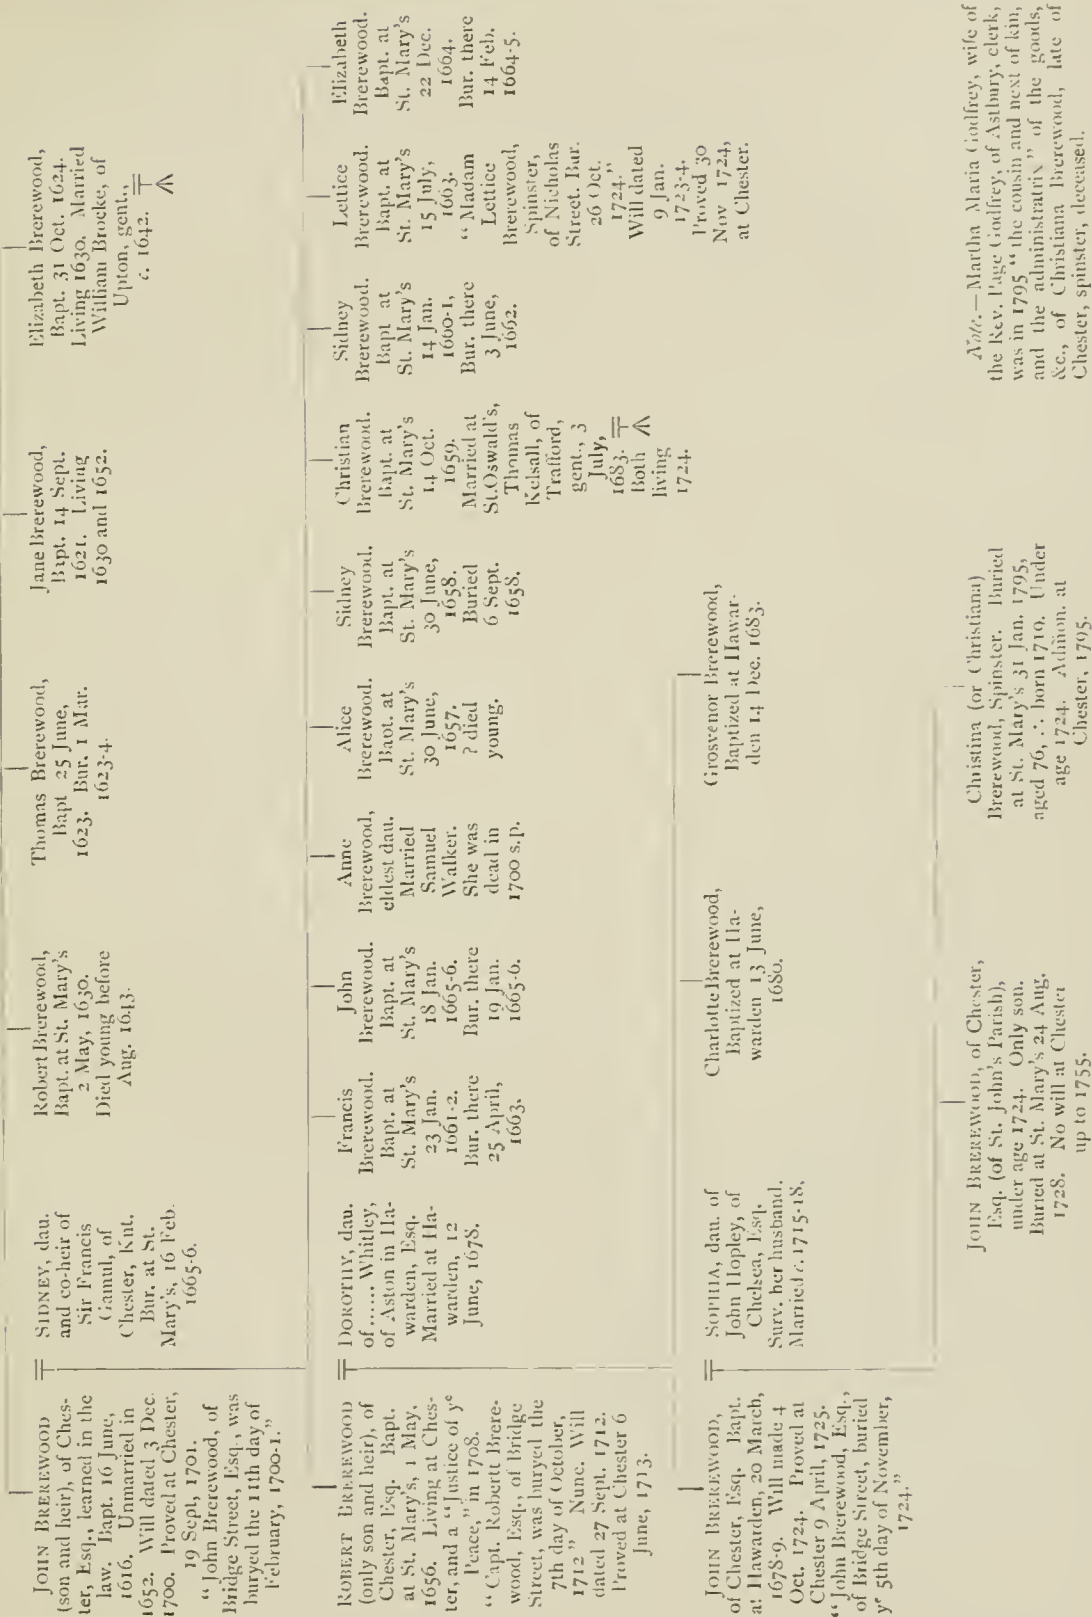 JOHN BREREWOOD
(son and heir), of Ches-
ter, Esq., learned in the
law. Bapt. 16 June,
1616. Unmarried in
1652. Will dated 3 Dec.
1700. Proved at Chester,
19 Sept, 1701.
"John Brerewood, of
Bridge Street, Esq., was
buryed the 11th day of
February, 1700-1."
SIDNEY, dau.
and co-heir of
Sir Francis
Gamul, of
Chester, Knt.
Bur. at St.
Mary's, 16 Feb.
1665-6.
Robert Brerewood,
Bapt. at St. Mary's
2 May, 1630.
Died young before
Aug. 1643.
Thomas Brerewood,
Bapt 25 June,
1623. Bur. 1 Mar.
1623-4.
Jane Brerewood,
Bapt. 14 Sept.
1621. Living
1630 and 1652.
Elizabeth Brerewood,
Bapt. 31 Oct. 1624.
Living 1630. Married
William Brocke, of
Upton, gent.,
c. 1642.
ROBERT BREREWOOD
(only son and heir), of
Chester, Esq. Bapt.
at St. Mary's, 1 May,
1656. Living at Ches-
ter, and a "Justice of yᵉ
Peace," in 1708.
"Capt. Robertt Brere-
wood, Esq., of Bridge
Street, was buryed the
7th day of October,
1712" Nunc. Will
dated 27 Sept. 1712.
Proved at Chester 6
June, 1713.
DOROTHY, dau.
of ...... Whitley,
of Aston in Ha-
warden, Esq.
Married at Ha-
warden, 12
June, 1678.
Francis
Brerewood.
Bapt. at
St. Mary's
23 Jan.
1661-2.
Bur. there
25 April,
1663.
John
Brerewood.
Bapt. at
St. Mary's
18 Jan.
1665-6.
Bur. there
19 Jan.
1665-6.
Anne
Brerewood,
eldest dau.
Married
Samuel
Walker.
She was
dead in
1700 s.p.
Alice
Brerewood.
Baot. at
St. Mary's
30 June,
1657.
? died
young.
Sidney
Brerewood.
Bapt. at
St. Mary's
30 June,
1658.
Buried
6 Sept.
1658.
Christian
Brerewood.
Bapt. at
St. Mary's
14 Oct.
1659.
Married at
St.Oswald's,
Thomas
Kelsall, of
Trafford,
gent., 3
July,
1683.
Both
living
1724.
Sidney
Brerewood.
Bapt at
St. Mary's
14 Jan.
1660-1,
Bur. there
3 June,
1662.
Lettice
Brerewood.
Bapt. at
St. Mary's
15 July,
1663.
"Madam
Lettice
Brerewood,
Spinster,
of Nicholas
Street. Bur.
26 Oct.
1724."
Will dated
9 Jan.
1723-4.
Proved 30
Nov 1724,
at Chester.
Elizabeth
Brerewood.
Bapt. at
St. Mary's
22 Dec.
1664.
Bur. there
14 Feb.
1664-5.
JOHN BREREWOOD,
of Chester, Esq. Bapt.
at Hawarden, 20 March,
1678-9. Will made 4
Oct. 1724. Proved at
Chester 9 April, 1725.
"John Brerewood, Esq.,
of Bridge Street, buried
yᵉ 5th day of November,
1724."
SOPHIA, dau. of
John Hopley, of
Chelsea, Esq.
Surv. her husband.
Married c. 1715-18.
Charlotte Brerewood,
Baptized at Ha-
warden 13 June,
1680.
Grosvenor Brerewood,
Baptized at Hawar-
den 14 Dec. 1683.
JOHN BREREWOOD, of Chester,
Esq. (of St. John's Parish),
under age 1724. Only son.
Buried at St. Mary's 24 Aug.
1728. No will at Chester
up to 1755.
Christina (or Christiana)
Brerewood, Spinster. Buried
at St. Mary's 31 Jan. 1795,
aged 76, ∴ born 1719. Under
age 1724. Admon. at
Chester, 1795.
Note.—Martha Maria Godfrey, wife of
the Rev. Page Godfrey, of Astbury, clerk,
was in 1795 "the cousin and next of kin,
and the administratrix" of the goods,
&c., of Christiana Brerewood, late of
Chester, spinster, deceased.